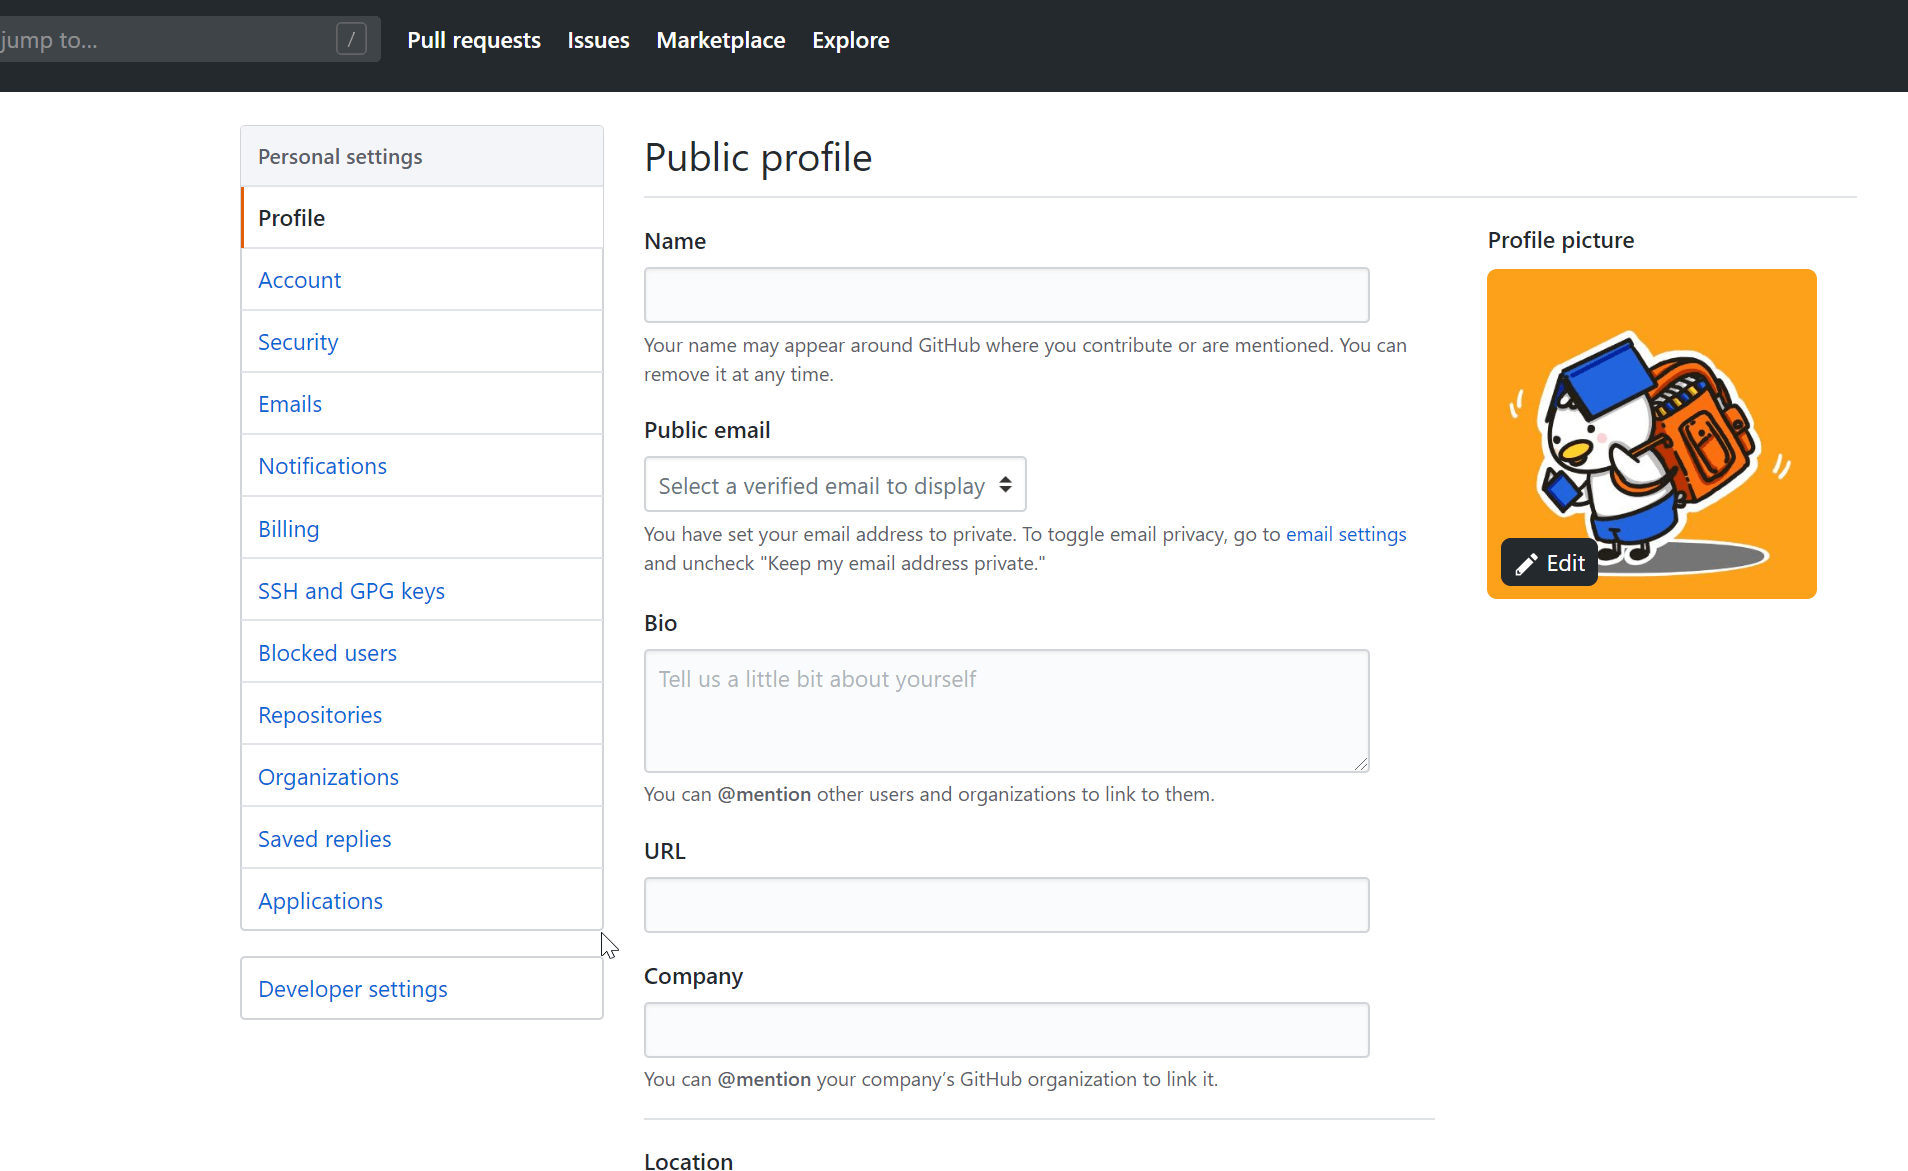 jump to...
/
Pull requests
Issues
Marketplace
Explore
Personal settings
Profile
Account
Security
Emails
Notifications
Billing
SSH and GPG keys
Blocked users
Repositories
Organizations
Saved replies
Applications
Developer settings
Public profile
Name
Your name may appear around GitHub where you contribute or are mentioned. You can
remove it at any time.
Public email
Select a verified email to display
You have set your email address to private. To toggle email privacy, go to email settings
and uncheck "Keep my email address private."
Bio
Tell us a little bit about yourself
You can @mention other users and organizations to link to them.
URL
Company
You can @mention your company’s GitHub organization to link it.
Location
Profile picture
Edit